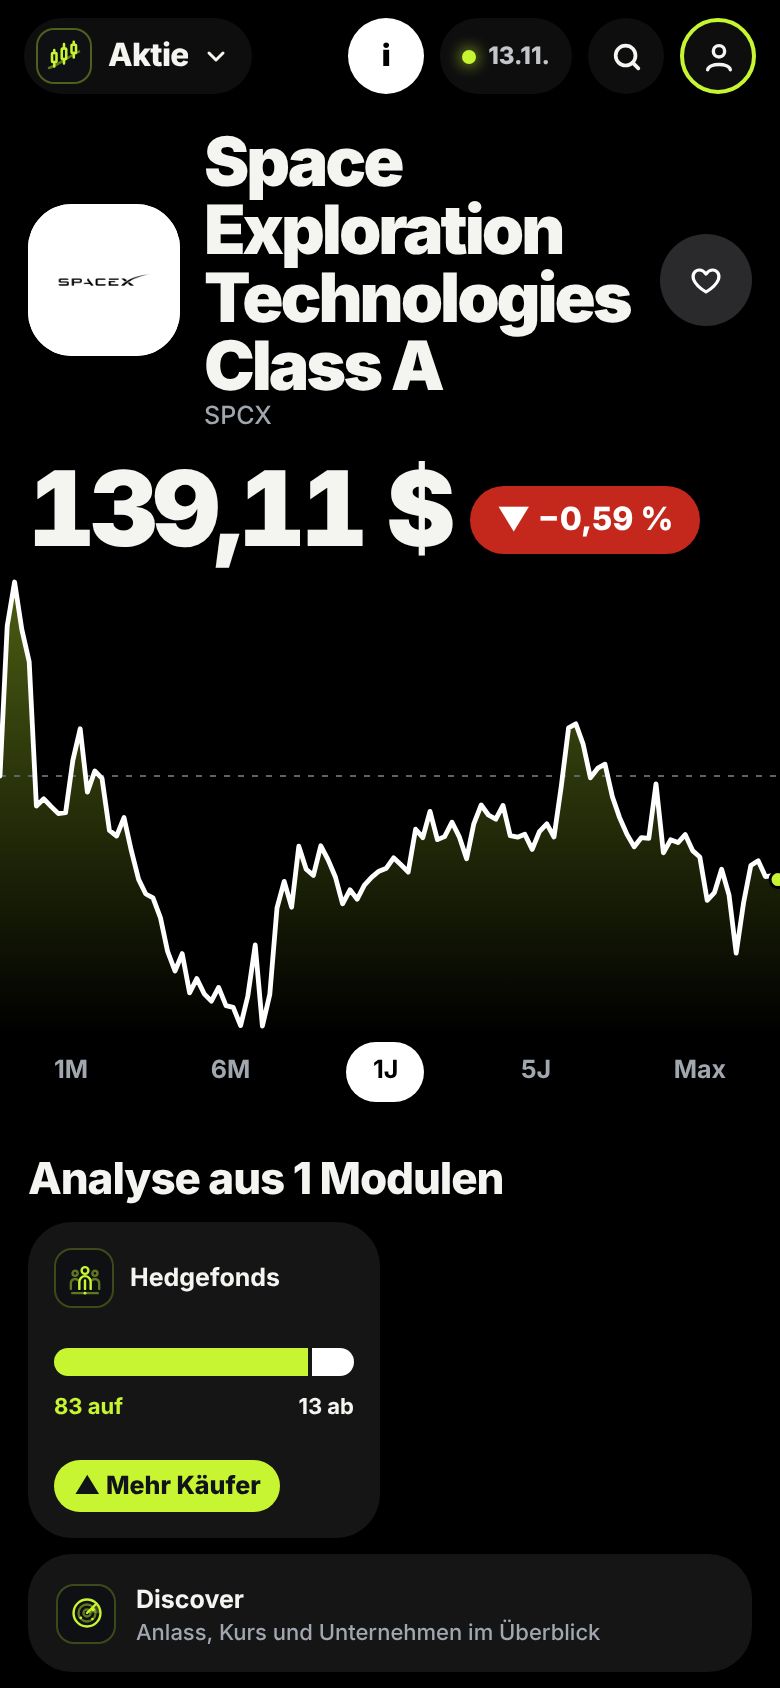 Aktie
i
13.11.
SPACEX
Space
Exploration
Technologies
Class A
SPCX
139,11 $
▼ −0,59 %
1M
6M
1J
5J
Max
Analyse aus 1 Modulen
Hedgefonds
83 auf
13 ab
▲ Mehr Käufer
Discover
Anlass, Kurs und Unternehmen im Überblick